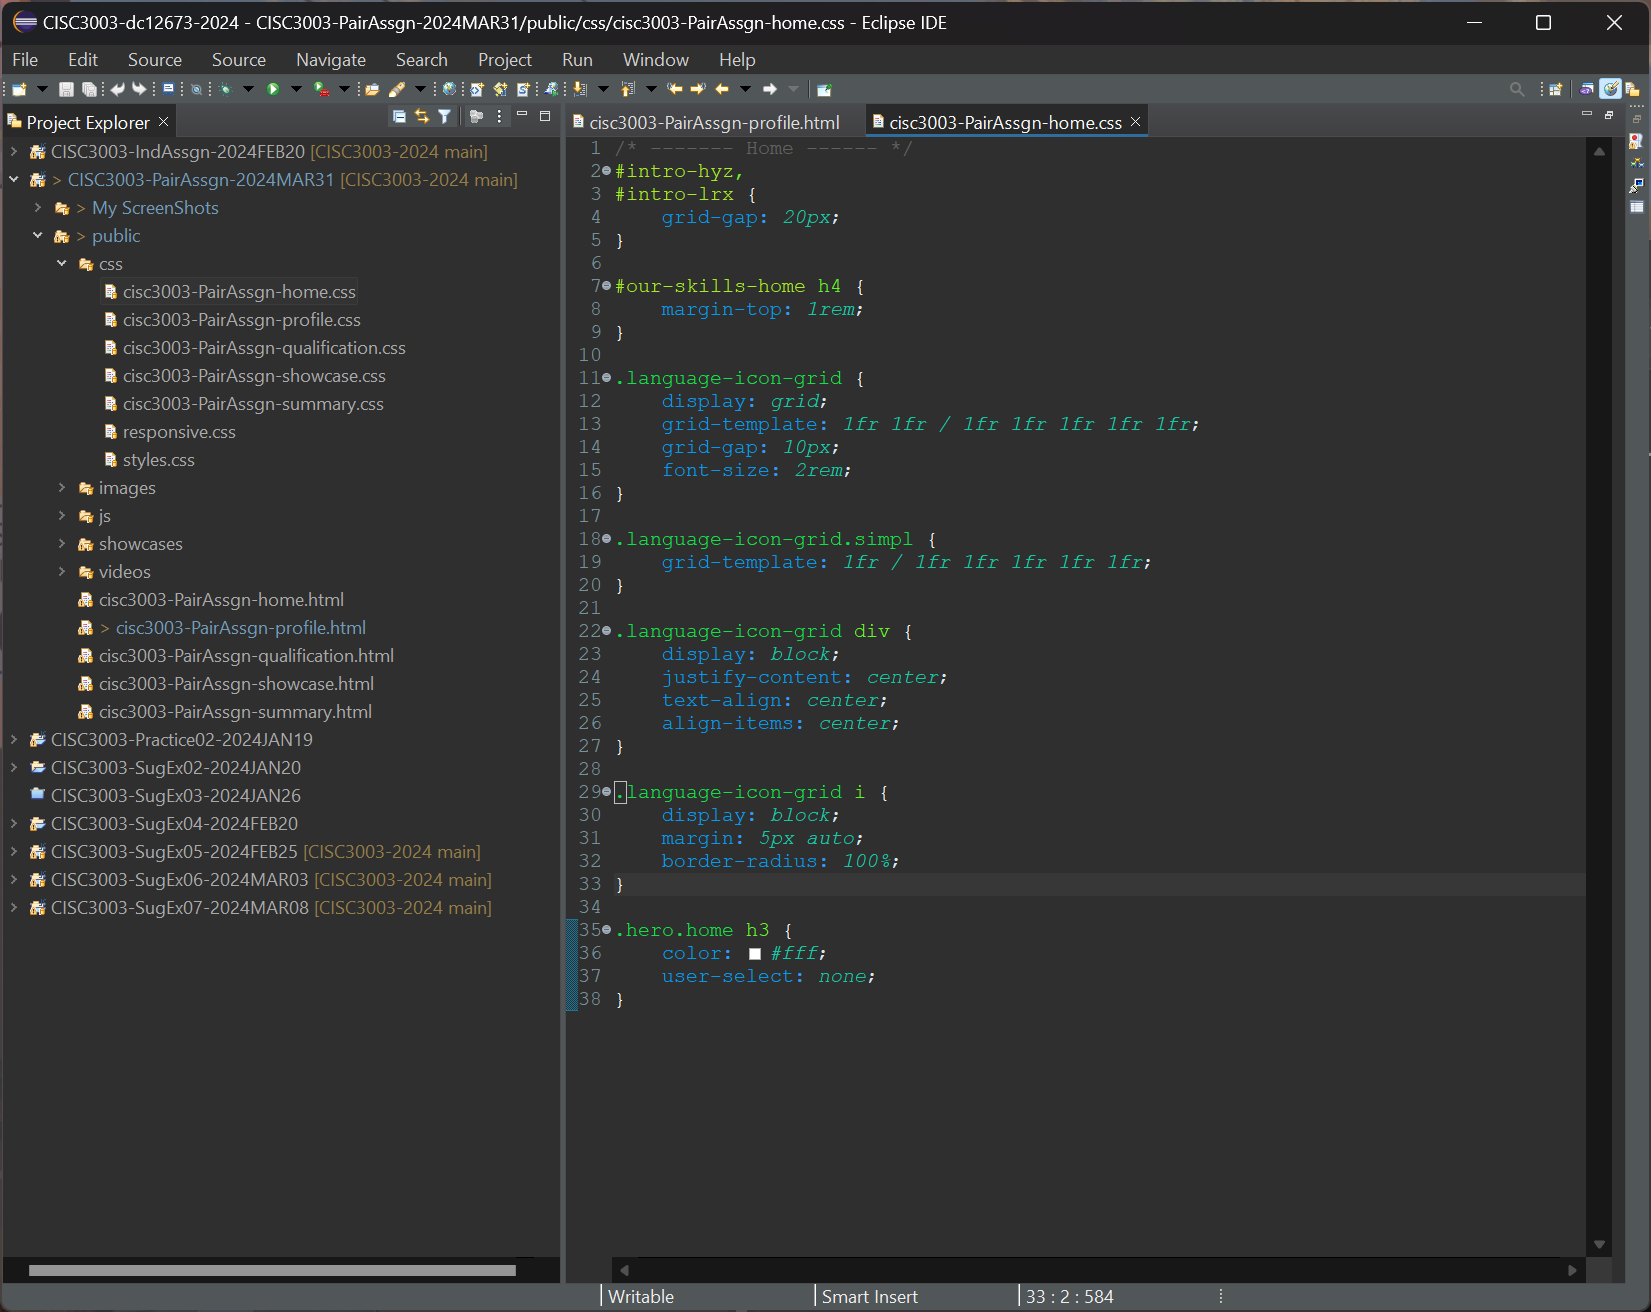 CISC3003-dc12673-2024 - CISC3003-PairAssgn-2024MAR31/public/css/cisc3003-PairAssgn-home.css - Eclipse IDE
File Edit Source Source Navigate Search Project Run Window Help
Project Explorer
CISC3003-IndAssgn-2024FEB20 [CISC3003-2024 main]
> CISC3003-PairAssgn-2024MAR31 [CISC3003-2024 main]
> My ScreenShots
> public
css
cisc3003-PairAssgn-home.css
cisc3003-PairAssgn-profile.css
cisc3003-PairAssgn-qualification.css
cisc3003-PairAssgn-showcase.css
cisc3003-PairAssgn-summary.css
responsive.css
styles.css
images
js
showcases
videos
cisc3003-PairAssgn-home.html
> cisc3003-PairAssgn-profile.html
cisc3003-PairAssgn-qualification.html
cisc3003-PairAssgn-showcase.html
cisc3003-PairAssgn-summary.html
CISC3003-Practice02-2024JAN19
CISC3003-SugEx02-2024JAN20
CISC3003-SugEx03-2024JAN26
CISC3003-SugEx04-2024FEB20
CISC3003-SugEx05-2024FEB25 [CISC3003-2024 main]
CISC3003-SugEx06-2024MAR03 [CISC3003-2024 main]
CISC3003-SugEx07-2024MAR08 [CISC3003-2024 main]
cisc3003-PairAssgn-profile.html cisc3003-PairAssgn-home.css
1 /* ------- Home ------ */
2 #intro-hyz,
3 #intro-lrx {
4 grid-gap: 20px;
5 }
6
7 #our-skills-home h4 {
8 margin-top: 1rem;
9 }
10
11 .language-icon-grid {
12 display: grid;
13 grid-template: 1fr 1fr / 1fr 1fr 1fr 1fr 1fr;
14 grid-gap: 10px;
15 font-size: 2rem;
16 }
17
18 .language-icon-grid.simpl {
19 grid-template: 1fr / 1fr 1fr 1fr 1fr 1fr;
20 }
21
22 .language-icon-grid div {
23 display: block;
24 justify-content: center;
25 text-align: center;
26 align-items: center;
27 }
28
29 .language-icon-grid i {
30 display: block;
31 margin: 5px auto;
32 border-radius: 100%;
33 }
34
35 .hero.home h3 {
36 color: #fff;
37 user-select: none;
38 }
Writable Smart Insert 33 : 2 : 584